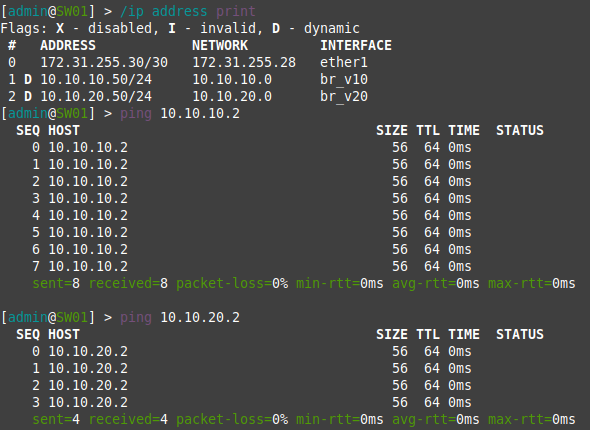 [admin@SW01] > /ip address print
Flags: X - disabled, I - invalid, D - dynamic
 #   ADDRESS            NETWORK         INTERFACE
 0   172.31.255.30/30   172.31.255.28   ether1
 1 D 10.10.10.50/24     10.10.10.0      br_v10
 2 D 10.10.20.50/24     10.10.20.0      br_v20
[admin@SW01] > ping 10.10.10.2
  SEQ HOST                                     SIZE TTL TIME  STATUS
    0 10.10.10.2                                 56  64 0ms
    1 10.10.10.2                                 56  64 0ms
    2 10.10.10.2                                 56  64 0ms
    3 10.10.10.2                                 56  64 0ms
    4 10.10.10.2                                 56  64 0ms
    5 10.10.10.2                                 56  64 0ms
    6 10.10.10.2                                 56  64 0ms
    7 10.10.10.2                                 56  64 0ms
    sent=8 received=8 packet-loss=0% min-rtt=0ms avg-rtt=0ms max-rtt=0ms
[admin@SW01] > ping 10.10.20.2
  SEQ HOST                                     SIZE TTL TIME  STATUS
    0 10.10.20.2                                 56  64 0ms
    1 10.10.20.2                                 56  64 0ms
    2 10.10.20.2                                 56  64 0ms
    3 10.10.20.2                                 56  64 0ms
    sent=4 received=4 packet-loss=0% min-rtt=0ms avg-rtt=0ms max-rtt=0ms